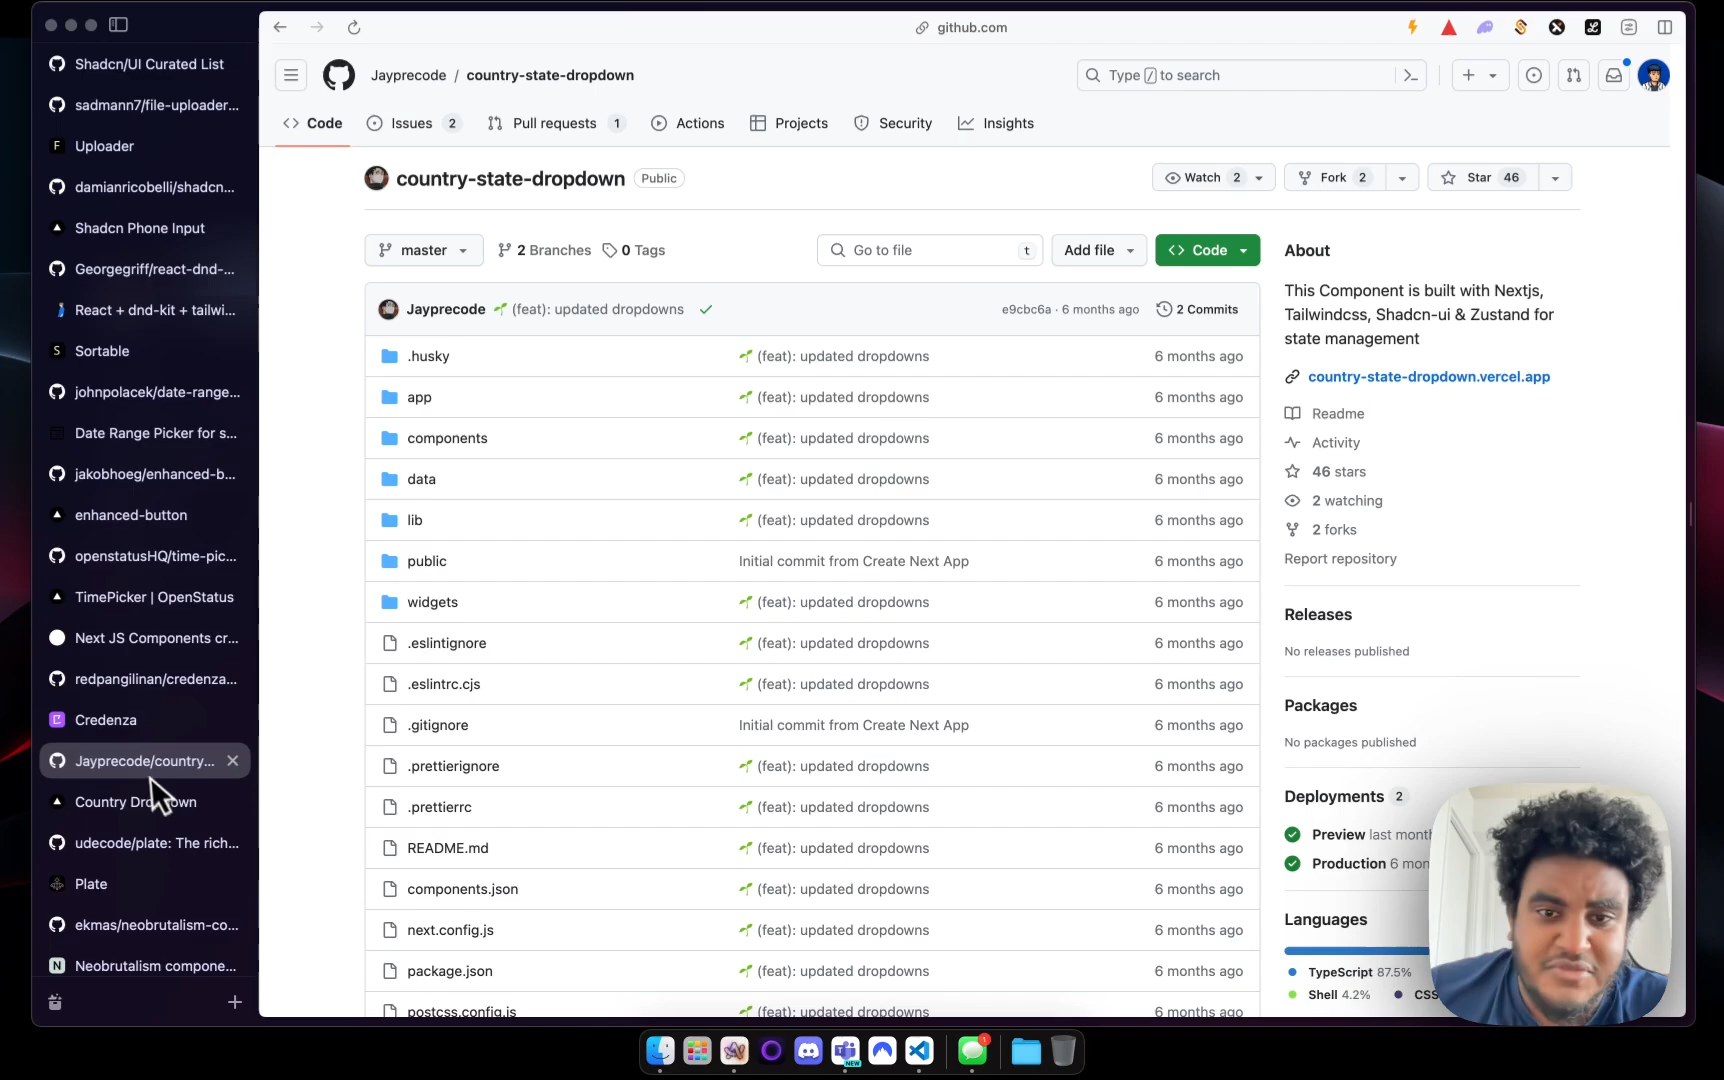 Shadcn/UI Curated List
sadmann7/file-uploader...
Uploader
damianricobelli/shadcn...
Shadcn Phone Input
Georgegriff/react-dnd-...
React + dnd-kit + tailwi...
Sortable
johnpolacek/date-range...
Date Range Picker for s...
jakobhoeg/enhanced-b...
enhanced-button
openstatusHQ/time-pic...
TimePicker | OpenStatus
Next JS Components cr...
redpangilinan/credenza...
Credenza
Jayprecode/country...
Country Dropdown
udecode/plate: The rich...
Plate
ekmas/neobrutalism-co...
Neobrutalism compone...
github.com
Jayprecode / country-state-dropdown
Type / to search
Code
Issues 2
Pull requests 1
Actions
Projects
Security
Insights
country-state-dropdown Public
Watch 2
Fork 2
Star 46
master
2 Branches
0 Tags
Go to file t
Add file
Code
Jayprecode (feat): updated dropdowns e9cbc6a · 6 months ago 2 Commits
.husky (feat): updated dropdowns 6 months ago
app (feat): updated dropdowns 6 months ago
components (feat): updated dropdowns 6 months ago
data (feat): updated dropdowns 6 months ago
lib (feat): updated dropdowns 6 months ago
public Initial commit from Create Next App 6 months ago
widgets (feat): updated dropdowns 6 months ago
.eslintignore (feat): updated dropdowns 6 months ago
.eslintrc.cjs (feat): updated dropdowns 6 months ago
.gitignore Initial commit from Create Next App 6 months ago
.prettierignore (feat): updated dropdowns 6 months ago
.prettierrc (feat): updated dropdowns 6 months ago
README.md (feat): updated dropdowns 6 months ago
components.json (feat): updated dropdowns 6 months ago
next.config.js (feat): updated dropdowns 6 months ago
package.json (feat): updated dropdowns 6 months ago
postcss.config.js (feat): updated dropdowns 6 months ago
About
This Component is built with Nextjs,
Tailwindcss, Shadcn-ui & Zustand for
state management
country-state-dropdown.vercel.app
Readme
Activity
46 stars
2 watching
2 forks
Report repository
Releases
No releases published
Packages
No packages published
Deployments 2
Preview last month
Production 6 mon
Languages
TypeScript 87.5%
Shell 4.2% CSS
NEW
1